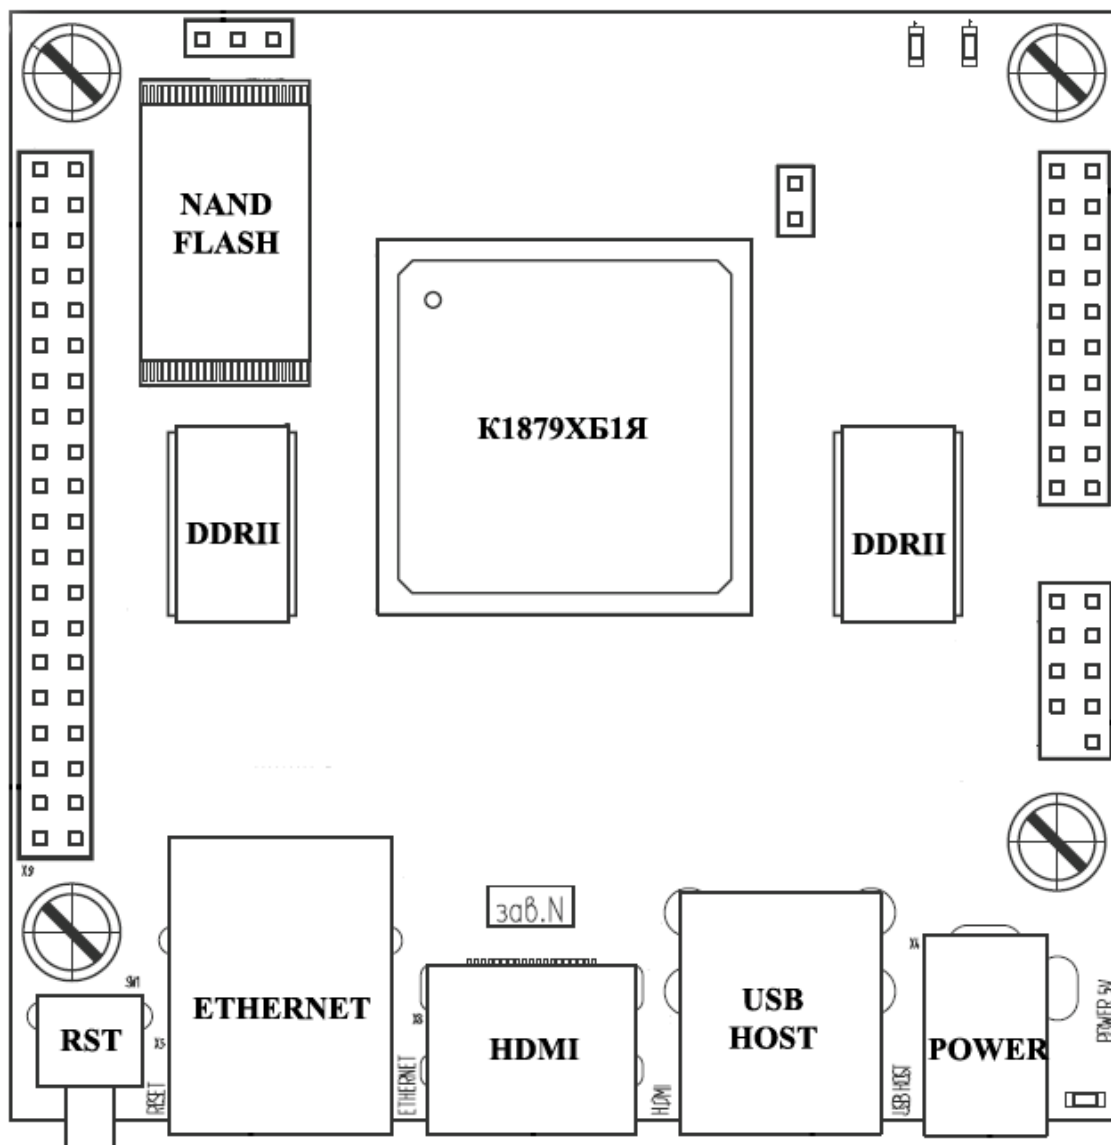 NAND
FLASH
К1879ХБ1Я
DDRII
DDRII
X9
зав.N
SW1
X4
ETHERNET
USB
HOST
POWER 5V
X8
RST
X5
HDMI
POWER
RESET
ETHERNET
HDMI
USB HOST